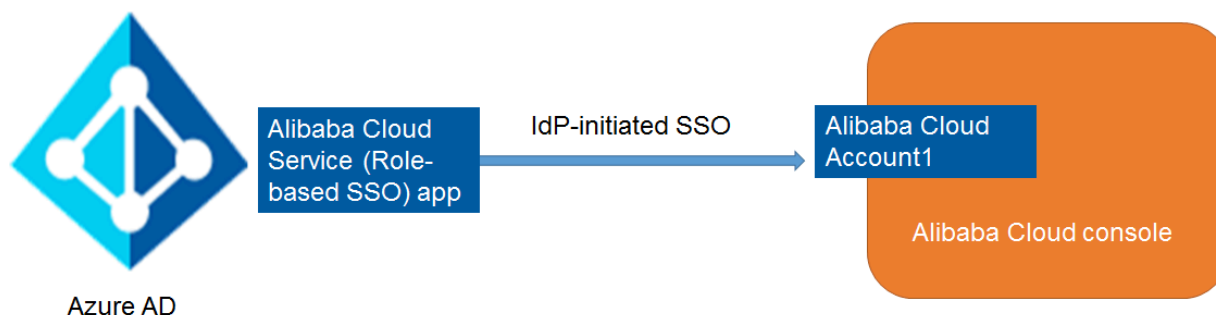 Alibaba Cloud
Service (Role-
based SSO) app
IdP-initiated SSO
Alibaba Cloud
Account1
Alibaba Cloud console
Azure AD